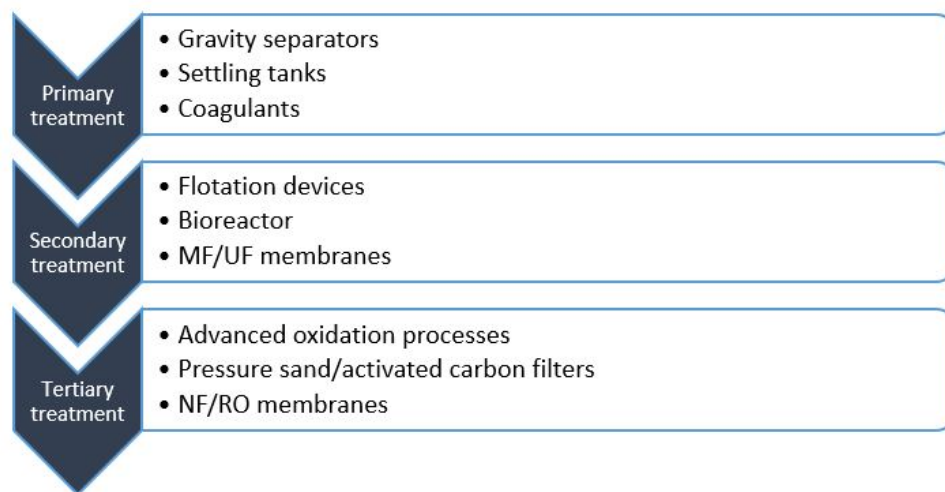 Primary
treatment
• Gravity separators
• Settling tanks
• Coagulants
Secondary
treatment
• Flotation devices
• Bioreactor
• MF/UF membranes
Tertiary
treatment
• Advanced oxidation processes
• Pressure sand/activated carbon filters
• NF/RO membranes